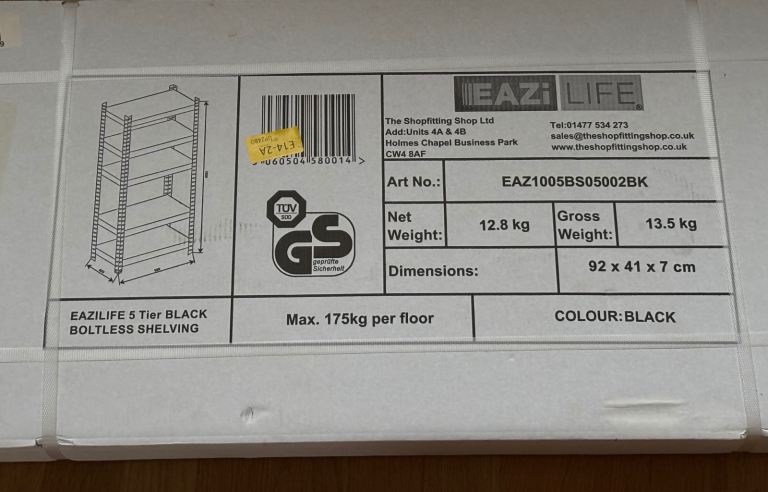 EAZi LIFE®
The Shopfitting Shop Ltd
Add:Units 4A & 4B
Holmes Chapel Business Park
CW4 8AF
Tel:01477 534 273
sales@theshopfittingshop.co.uk
www.theshopfittingshop.co.uk
E14-2A
060504 580014 >
TÜV
SÜD
GS
geprüfte
Sicherheit
Art No.: EAZ1005BS05002BK
Net Weight: 12.8 kg
Gross Weight: 13.5 kg
Dimensions: 92 x 41 x 7 cm
EAZILIFE 5 Tier BLACK
BOLTLESS SHELVING
Max. 175kg per floor
COLOUR:BLACK